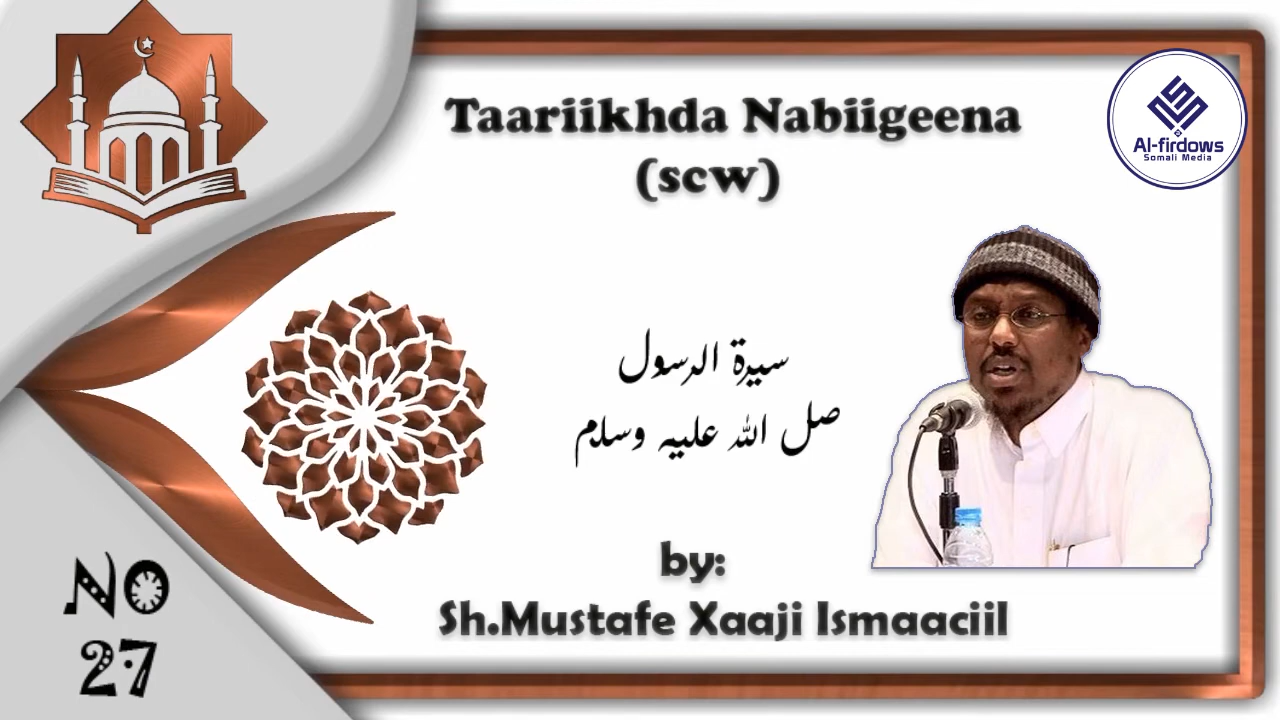 Taariikhda Nabiigeena
(scw)
Al-firdows
Somali Media
سيرة الرسول
صل الله عليه وسلم
by:
Sh.Mustafe Xaaji Ismaaciil
NO
27